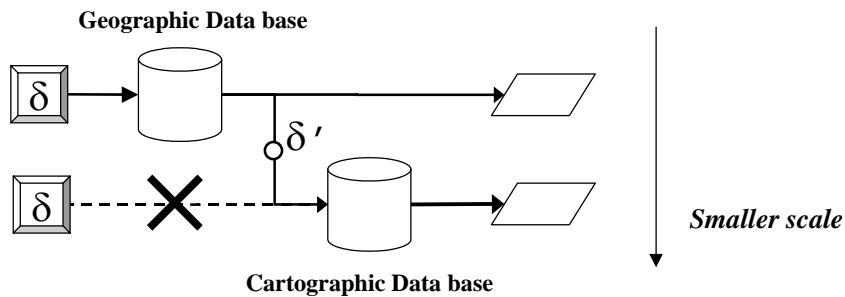 Geographic Data base
δ
δ′
δ
Smaller scale
Cartographic Data base